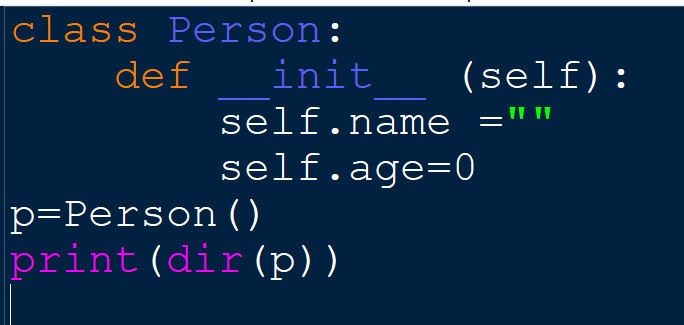 class Person:
    def __init__ (self):
        self.name =""
        self.age=0
p=Person()
print(dir(p))